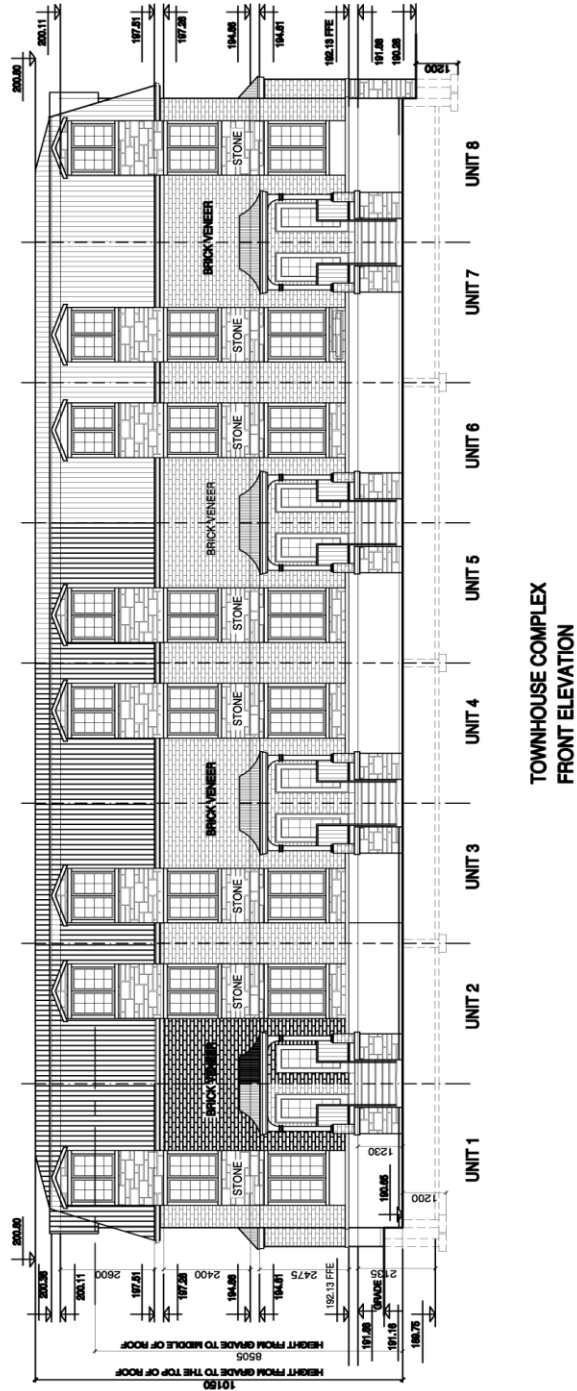 200.80
200.36
200.11
197.51
197.26
194.86
194.61
192.13 FFE
191.88
GRADE
191.16
189.75
HEIGHT FROM GRADE TO THE TOP OF ROOF
10150
HEIGHT FROM GRADE TO MIDDLE OF ROOF
8505
2600
2400
2475
2135
1230
190.65
1200
BRICK VENEER
BRICK VENEER
BRICK VENEER
BRICK VENEER
STONE
STONE
STONE
STONE
STONE
STONE
STONE
STONE
200.80
200.11
197.51
197.26
194.86
194.61
192.13 FFE
191.88
190.26
1200
UNIT 1
UNIT 2
UNIT 3
UNIT 4
UNIT 5
UNIT 6
UNIT 7
UNIT 8
TOWNHOUSE COMPLEX
FRONT ELEVATION